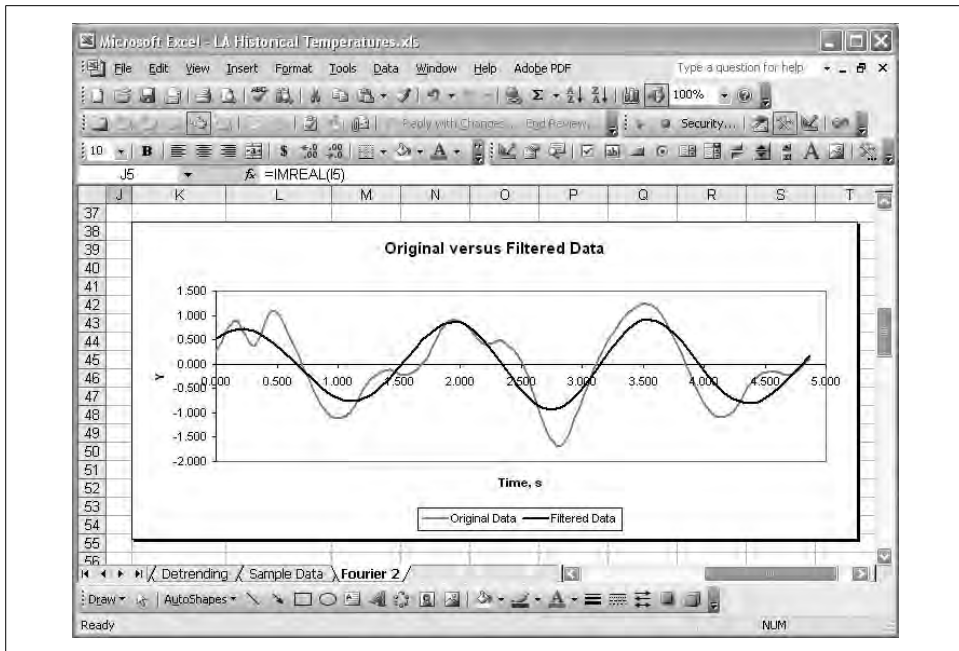 Microsoft Excel - LA Historical Temperatures.xls
File Edit View Insert Format Tools Data Window Help Adobe PDF Type a question for help
Σ 100%
Reply with Changes... End Review... Security...
10 B $ A A
J5 fx =IMREAL(I5)
J K L M N O P Q R S T
37
38
39
40
41
42
43
44
45
46
47
48
49
50
51
52
53
54
55
56
Original versus Filtered Data
1.500
1.000
0.500
0.000
-0.500
-1.000
-1.500
-2.000
Y
0.000 0.500 1.000 1.500 2.000 2.500 3.000 3.500 4.000 4.500 5.000
Time, s
Original Data Filtered Data
Detrending Sample Data Fourier 2
Draw AutoShapes A
Ready NUM